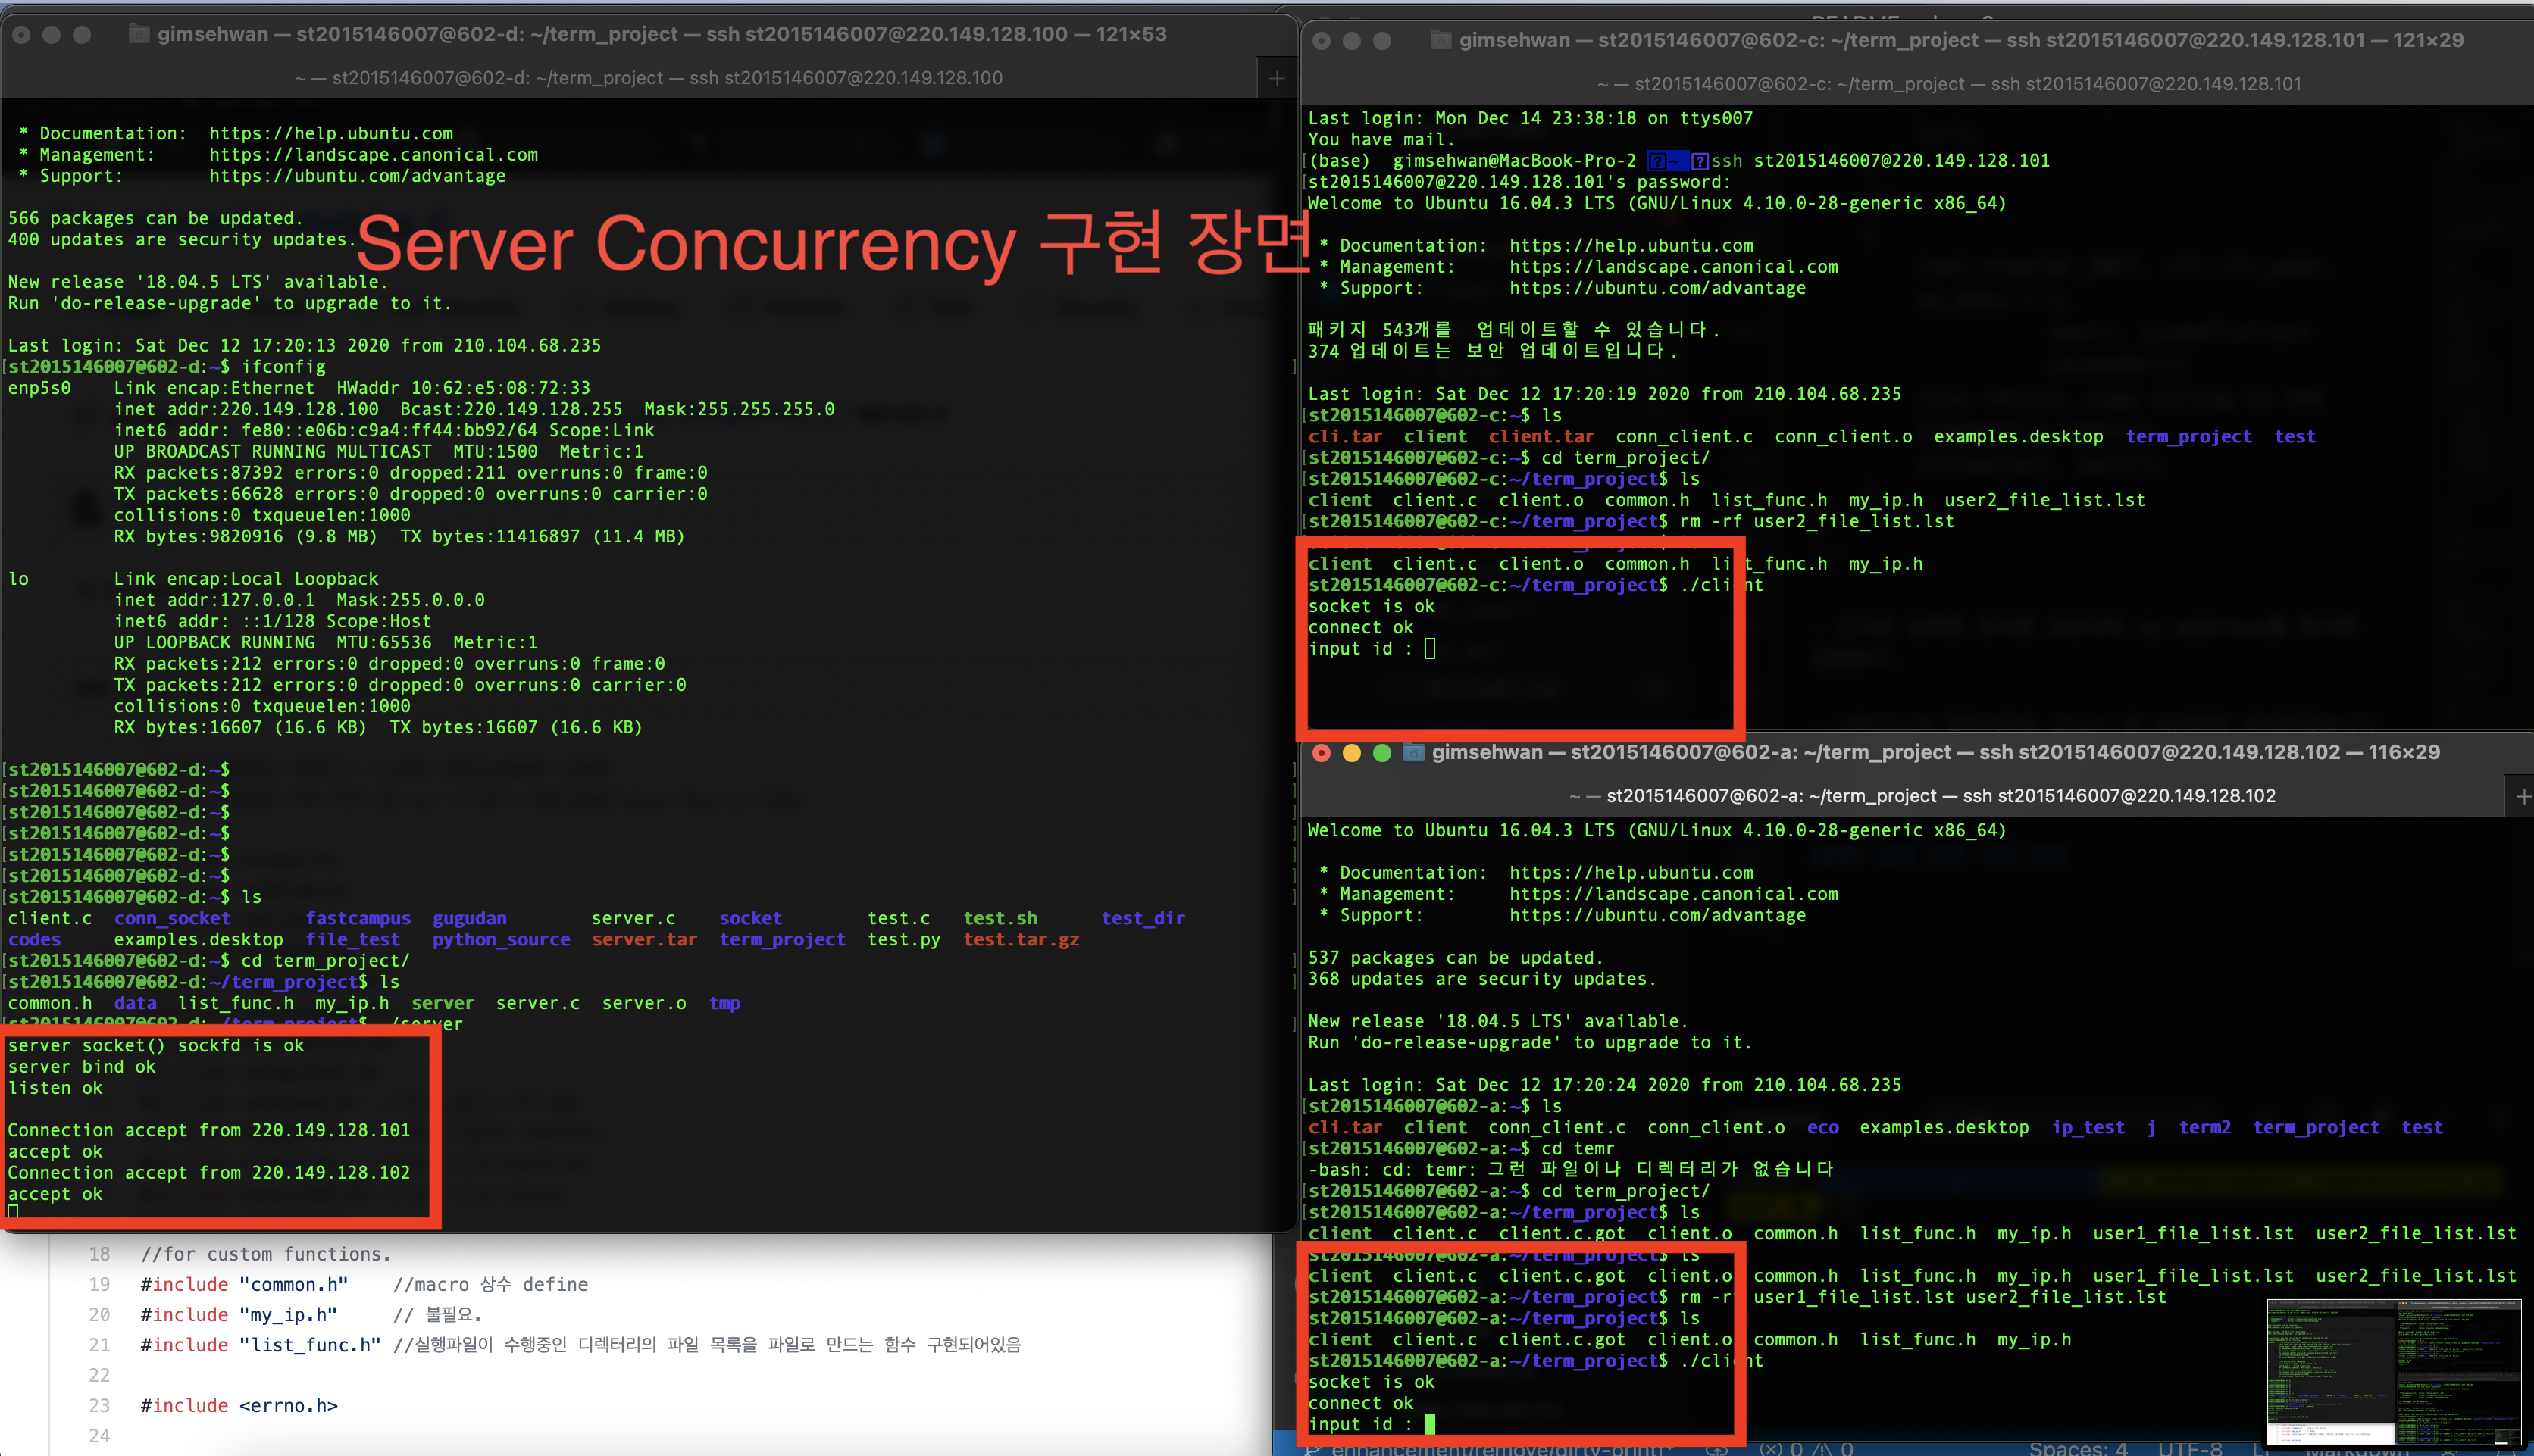 gimsehwan — st2015146007@602-d: ~/term_project — ssh st2015146007@220.149.128.100 — 121×53
~ — st2015146007@602-d: ~/term_project — ssh st2015146007@220.149.128.100
* Documentation:  https://help.ubuntu.com
* Management:     https://landscape.canonical.com
* Support:        https://ubuntu.com/advantage
566 packages can be updated.
400 updates are security updates.
Server Concurrency 구현 장면
New release '18.04.5 LTS' available.
Run 'do-release-upgrade' to upgrade to it.
Last login: Sat Dec 12 17:20:13 2020 from 210.104.68.235
[st2015146007@602-d:~$ ifconfig
enp5s0    Link encap:Ethernet  HWaddr 10:62:e5:08:72:33
inet addr:220.149.128.100  Bcast:220.149.128.255  Mask:255.255.255.0
inet6 addr: fe80::e06b:c9a4:ff44:bb92/64 Scope:Link
UP BROADCAST RUNNING MULTICAST  MTU:1500  Metric:1
RX packets:87392 errors:0 dropped:211 overruns:0 frame:0
TX packets:66628 errors:0 dropped:0 overruns:0 carrier:0
collisions:0 txqueuelen:1000
RX bytes:9820916 (9.8 MB)  TX bytes:11416897 (11.4 MB)
lo        Link encap:Local Loopback
inet addr:127.0.0.1  Mask:255.0.0.0
inet6 addr: ::1/128 Scope:Host
UP LOOPBACK RUNNING  MTU:65536  Metric:1
RX packets:212 errors:0 dropped:0 overruns:0 frame:0
TX packets:212 errors:0 dropped:0 overruns:0 carrier:0
collisions:0 txqueuelen:1000
RX bytes:16607 (16.6 KB)  TX bytes:16607 (16.6 KB)
[st2015146007@602-d:~$
[st2015146007@602-d:~$
[st2015146007@602-d:~$
[st2015146007@602-d:~$
[st2015146007@602-d:~$
[st2015146007@602-d:~$
[st2015146007@602-d:~$ ls
client.c  conn_socket       fastcampus  gugudan        server.c    socket        test.c   test.sh      test_dir
codes     examples.desktop  file_test   python_source  server.tar  term_project  test.py  test.tar.gz
[st2015146007@602-d:~$ cd term_project/
[st2015146007@602-d:~/term_project$ ls
common.h  data  list_func.h  my_ip.h  server  server.c  server.o  tmp
[st2015146007@602-d:~/term_project$ ./server
server socket() sockfd is ok
server bind ok
listen ok
Connection accept from 220.149.128.101
accept ok
Connection accept from 220.149.128.102
accept ok
18 //for custom functions.
19 #include "common.h"    //macro 상수 define
20 #include "my_ip.h"     // 불필요.
21 #include "list_func.h" //실행파일이 수행중인 디렉터리의 파일 목록을 파일로 만드는 함수 구현되어있음
22
23 #include <errno.h>
24
gimsehwan — st2015146007@602-c: ~/term_project — ssh st2015146007@220.149.128.101 — 121×29
~ — st2015146007@602-c: ~/term_project — ssh st2015146007@220.149.128.101
Last login: Mon Dec 14 23:38:18 on ttys007
You have mail.
[(base)  gimsehwan@MacBook-Pro-2 ~ ssh st2015146007@220.149.128.101
[st2015146007@220.149.128.101's password:
Welcome to Ubuntu 16.04.3 LTS (GNU/Linux 4.10.0-28-generic x86_64)
* Documentation:  https://help.ubuntu.com
* Management:     https://landscape.canonical.com
* Support:        https://ubuntu.com/advantage
패키지 543개를 업데이트할 수 있습니다.
374 업데이트는 보안 업데이트입니다.
Last login: Sat Dec 12 17:20:19 2020 from 210.104.68.235
[st2015146007@602-c:~$ ls
cli.tar  client  client.tar  conn_client.c  conn_client.o  examples.desktop  term_project  test
[st2015146007@602-c:~$ cd term_project/
[st2015146007@602-c:~/term_project$ ls
client  client.c  client.o  common.h  list_func.h  my_ip.h  user2_file_list.lst
[st2015146007@602-c:~/term_project$ rm -rf user2_file_list.lst
client  client.c  client.o  common.h  list_func.h  my_ip.h
st2015146007@602-c:~/term_project$ ./client
socket is ok
connect ok
input id :
gimsehwan — st2015146007@602-a: ~/term_project — ssh st2015146007@220.149.128.102 — 116×29
~ — st2015146007@602-a: ~/term_project — ssh st2015146007@220.149.128.102
Welcome to Ubuntu 16.04.3 LTS (GNU/Linux 4.10.0-28-generic x86_64)
* Documentation:  https://help.ubuntu.com
* Management:     https://landscape.canonical.com
* Support:        https://ubuntu.com/advantage
537 packages can be updated.
368 updates are security updates.
New release '18.04.5 LTS' available.
Run 'do-release-upgrade' to upgrade to it.
Last login: Sat Dec 12 17:20:24 2020 from 210.104.68.235
[st2015146007@602-a:~$ ls
cli.tar  client  conn_client.c  conn_client.o  eco  examples.desktop  ip_test  j  term2  term_project  test
[st2015146007@602-a:~$ cd temr
-bash: cd: temr: 그런 파일이나 디렉터리가 없습니다
[st2015146007@602-a:~$ cd term_project/
[st2015146007@602-a:~/term_project$ ls
client  client.c  client.c.got  client.o  common.h  list_func.h  my_ip.h  user1_file_list.lst  user2_file_list.lst
st2015146007@602-a:~/term_project$ ls
client  client.c  client.c.got  client.o  common.h  list_func.h  my_ip.h  user1_file_list.lst  user2_file_list.lst
st2015146007@602-a:~/term_project$ rm -r user1_file_list.lst user2_file_list.lst
st2015146007@602-a:~/term_project$ ls
client  client.c  client.c.got  client.o  common.h  list_func.h  my_ip.h
st2015146007@602-a:~/term_project$ ./client
socket is ok
connect ok
input id :
enhancement/remove/dirty-printf*
Spaces: 4  UTF-8